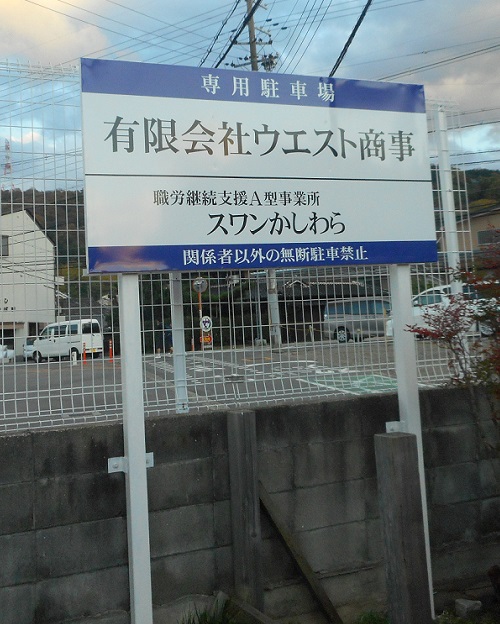 専用駐車場
有限会社ウエスト商事
職労継続支援A型事業所
スワンかしわら
関係者以外の無断駐車禁止